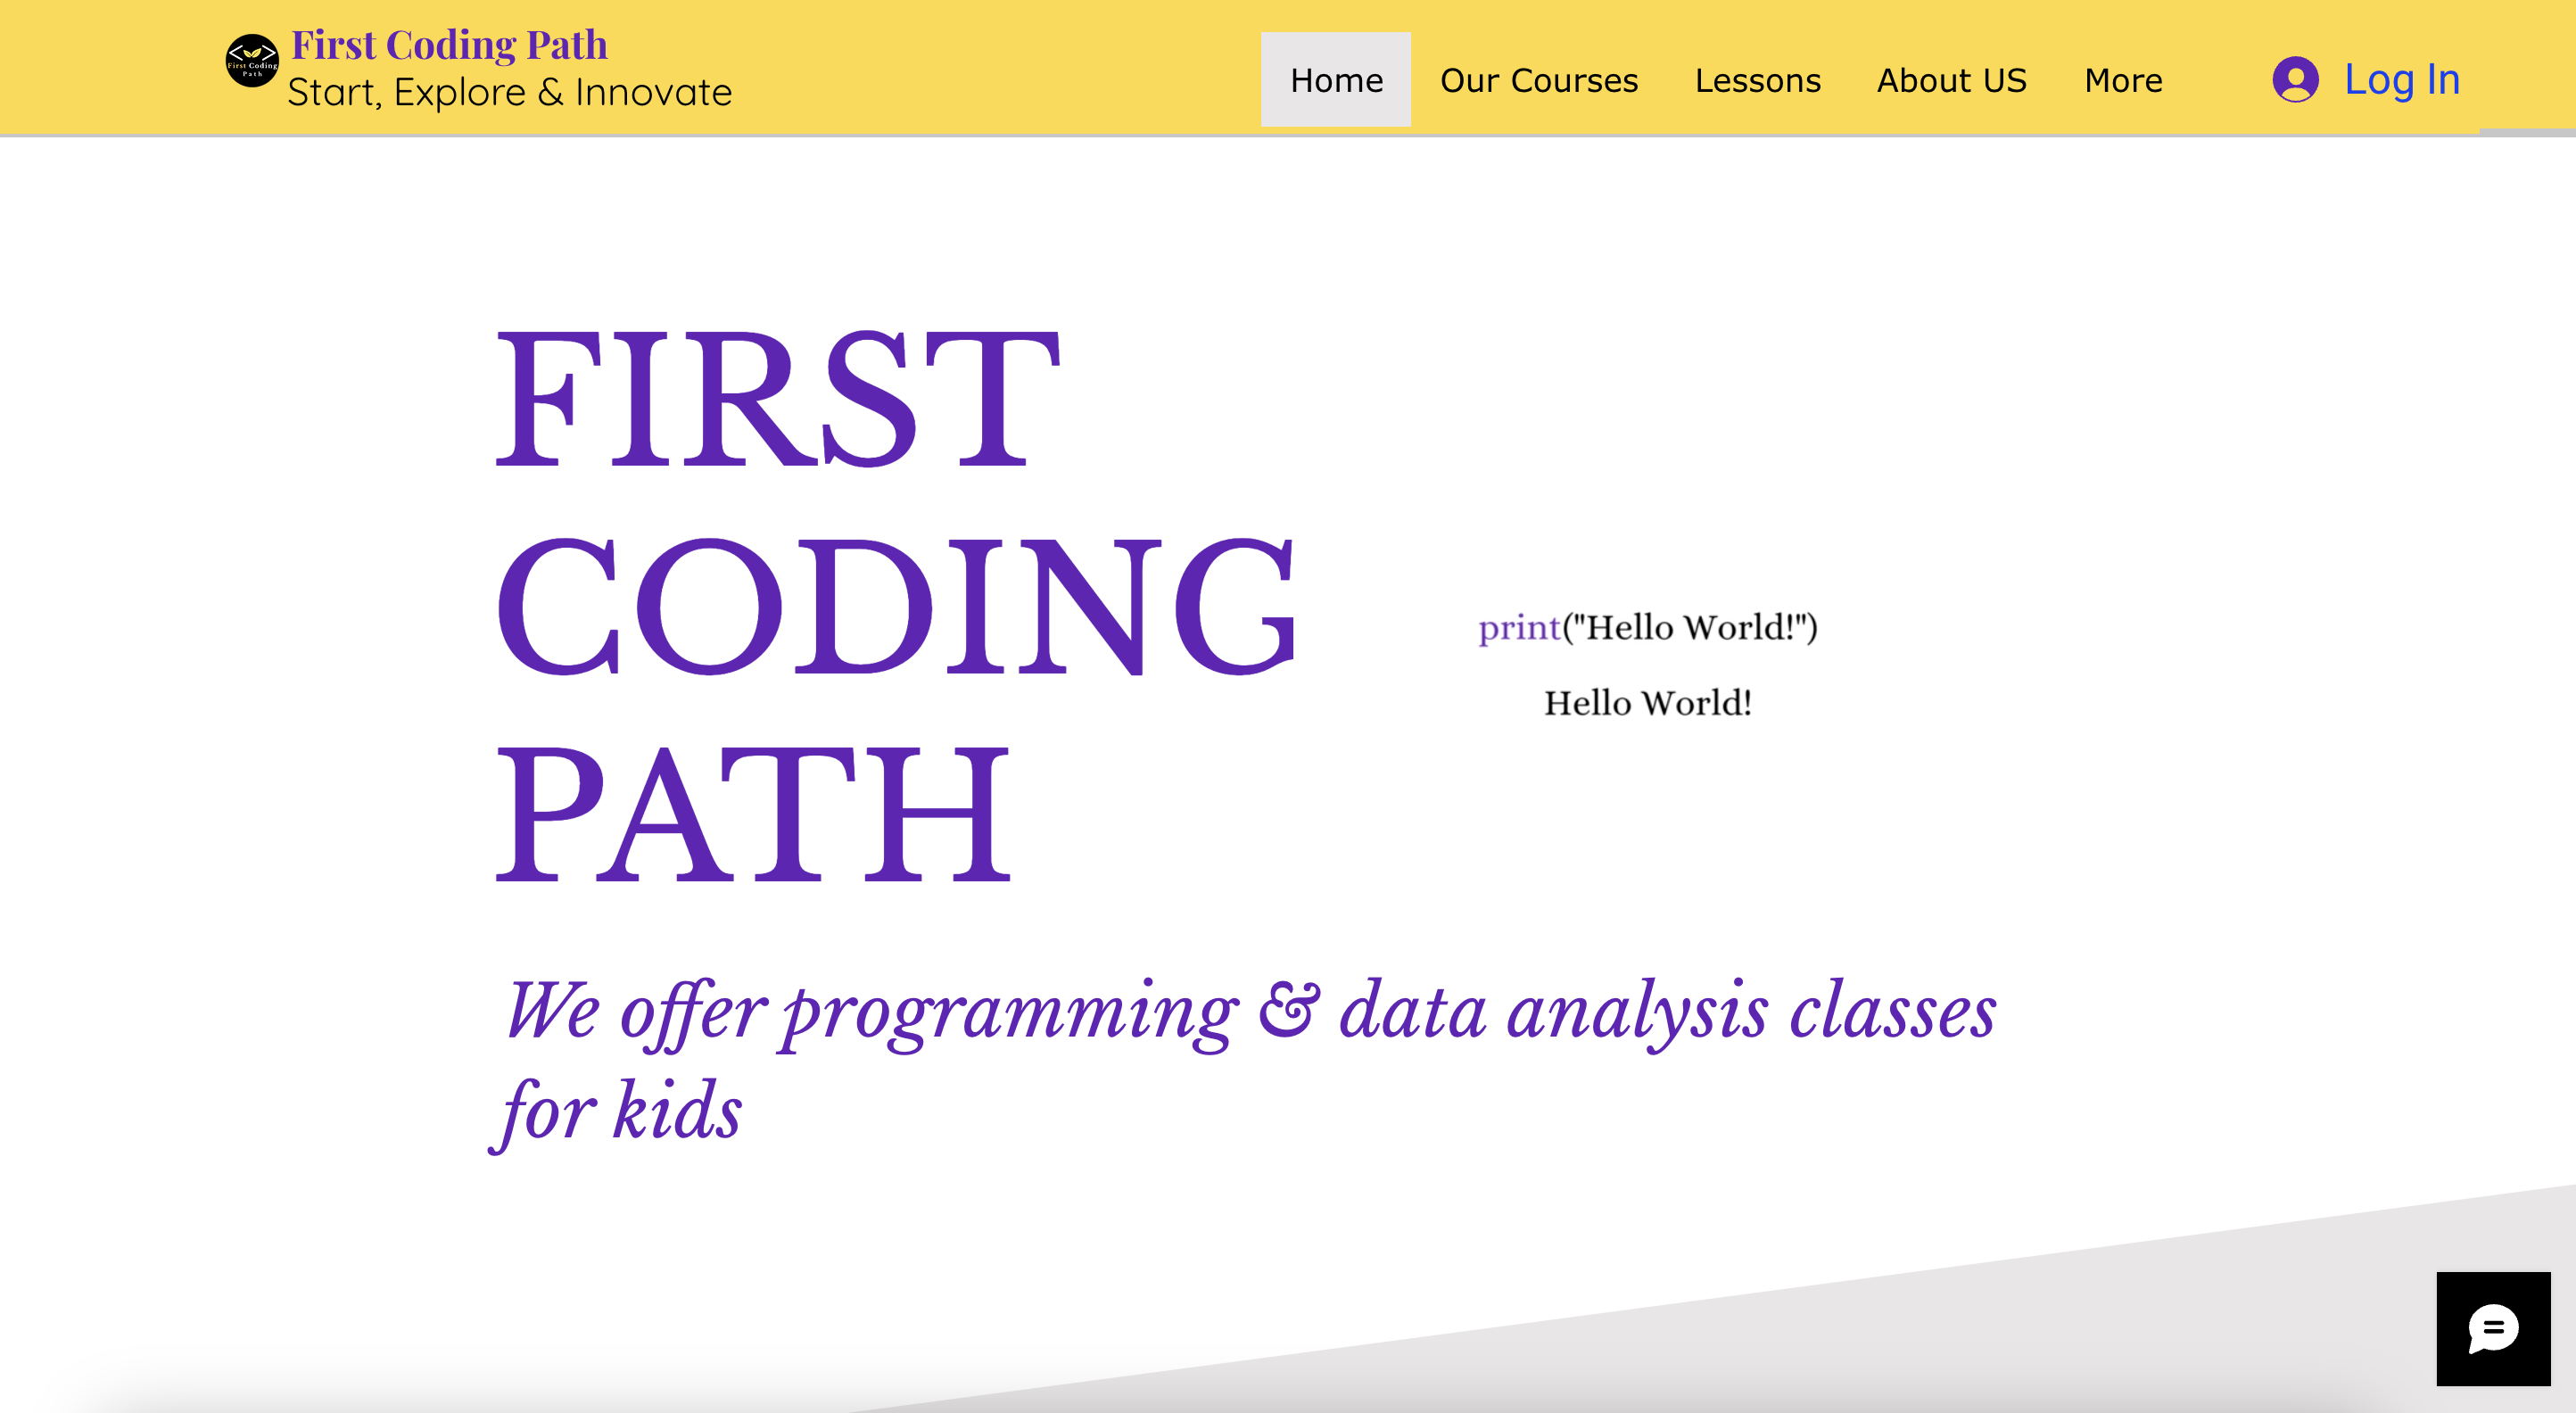 First Coding Path
Start, Explore & Innovate
First Coding
Path
Home Our Courses Lessons About US More Log In
FIRST
CODING
PATH
print("Hello World!")
Hello World!
We offer programming & data analysis classes
for kids